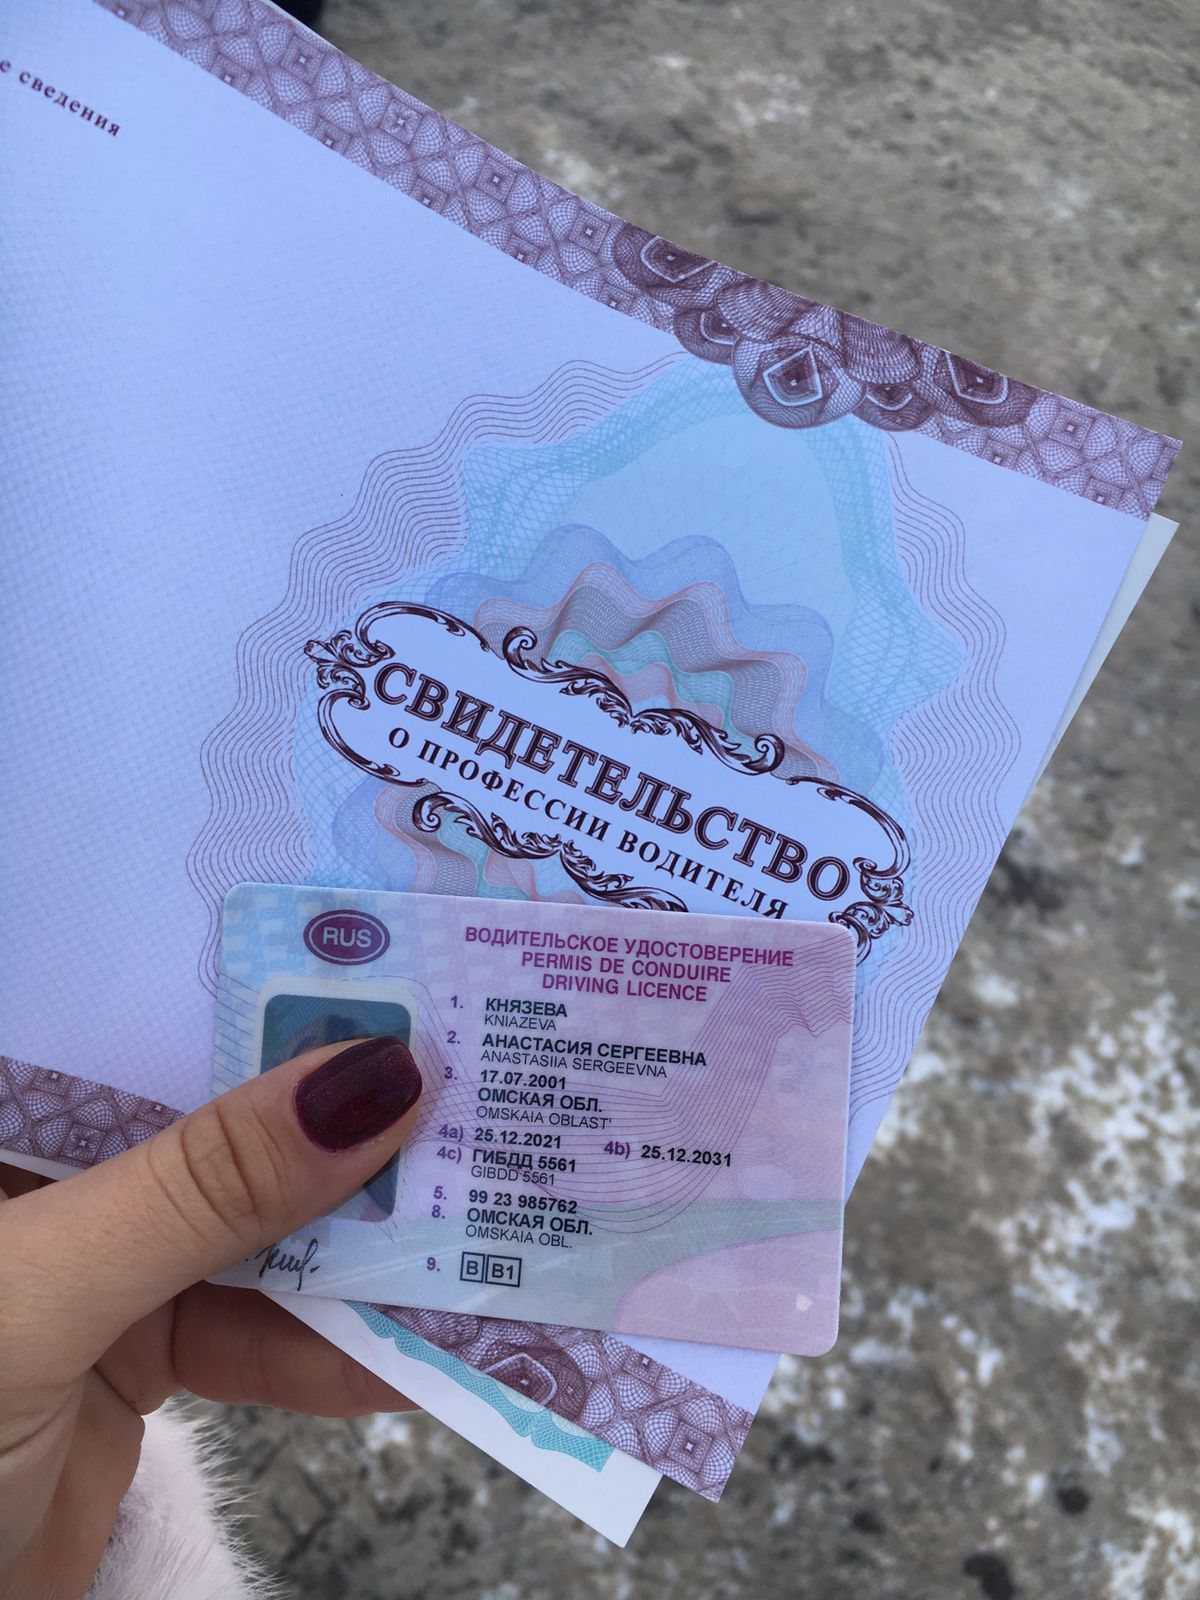 е сведения
СВИДЕТЕЛЬСТВО
О ПРОФЕССИИ ВОДИТЕЛЯ
RUS
ВОДИТЕЛЬСКОЕ УДОСТОВЕРЕНИЕ
PERMIS DE CONDUIRE
DRIVING LICENCE
1. КНЯЗЕВА
KNIAZEVA
2. АНАСТАСИЯ СЕРГЕЕВНА
ANASTASIIA SERGEEVNA
3. 17.07.2001
ОМСКАЯ ОБЛ.
OMSKAIA OBLAST'
4a) 25.12.2021 4b) 25.12.2031
4c) ГИБДД 5561
GIBDD 5561
5. 99 23 985762
8. ОМСКАЯ ОБЛ.
OMSKAIA OBL.
9. B B1